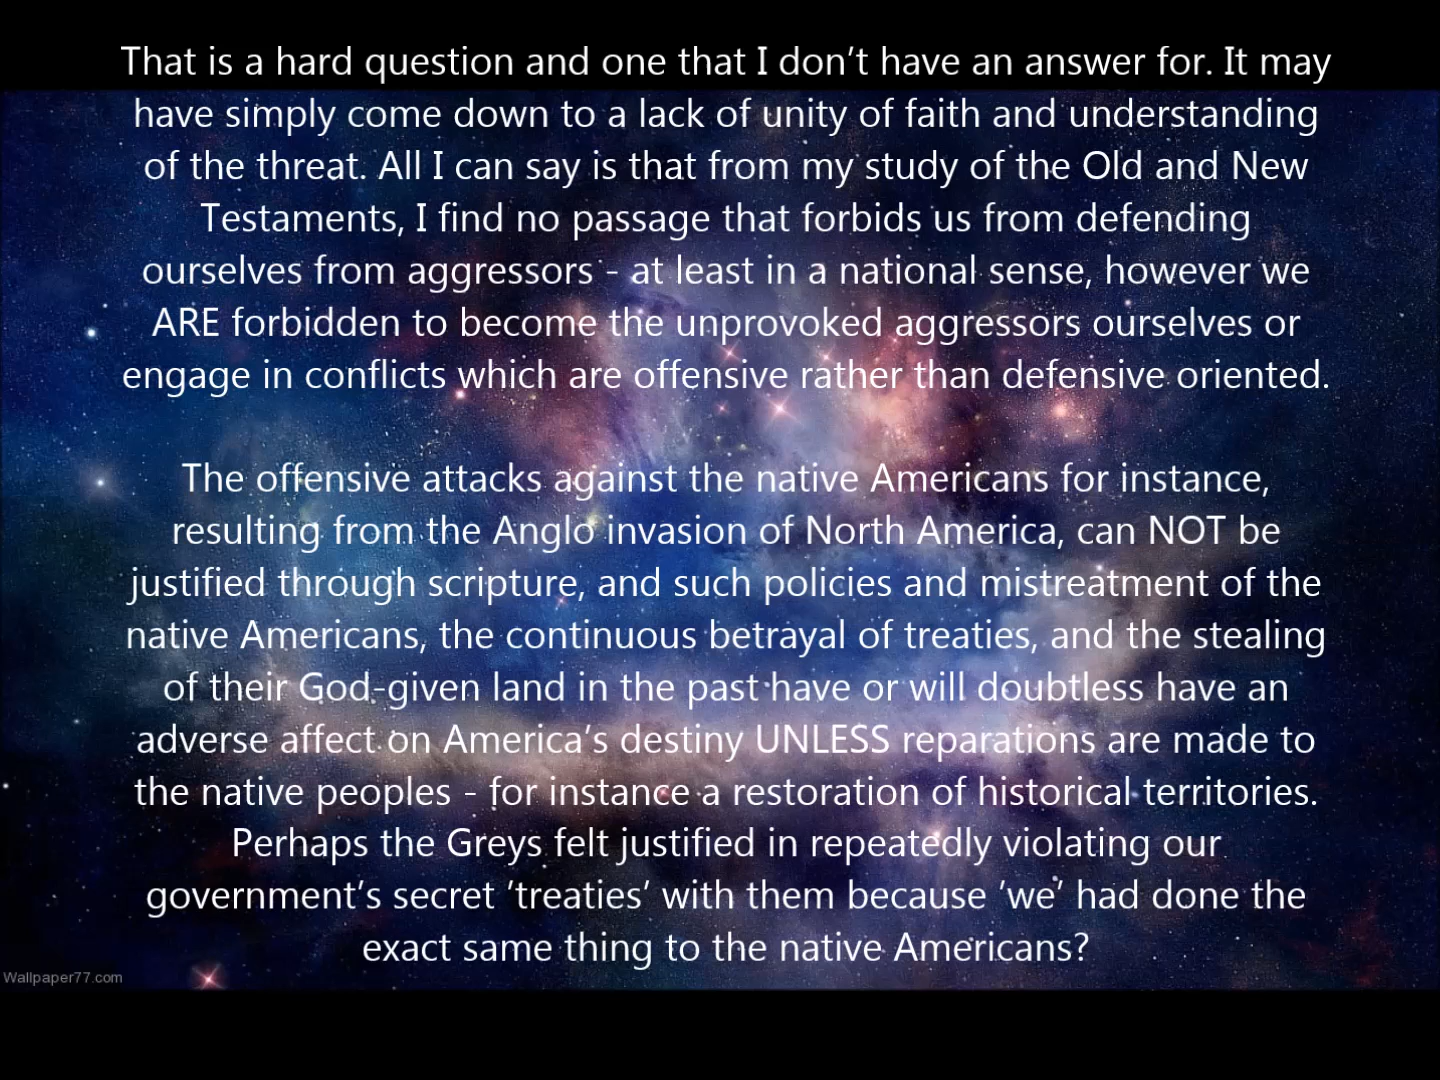 That is a hard question and one that I don’t have an answer for. It may
have simply come down to a lack of unity of faith and understanding
of the threat. All I can say is that from my study of the Old and New
Testaments, I find no passage that forbids us from defending
ourselves from aggressors - at least in a national sense, however we
ARE forbidden to become the unprovoked aggressors ourselves or
engage in conflicts which are offensive rather than defensive oriented.

The offensive attacks against the native Americans for instance,
resulting from the Anglo invasion of North America, can NOT be
justified through scripture, and such policies and mistreatment of the
native Americans, the continuous betrayal of treaties, and the stealing
of their God-given land in the past have or will doubtless have an
adverse affect on America’s destiny UNLESS reparations are made to
the native peoples - for instance a restoration of historical territories.
Perhaps the Greys felt justified in repeatedly violating our
government’s secret ’treaties’ with them because ’we’ had done the
exact same thing to the native Americans?
Wallpaper77.com